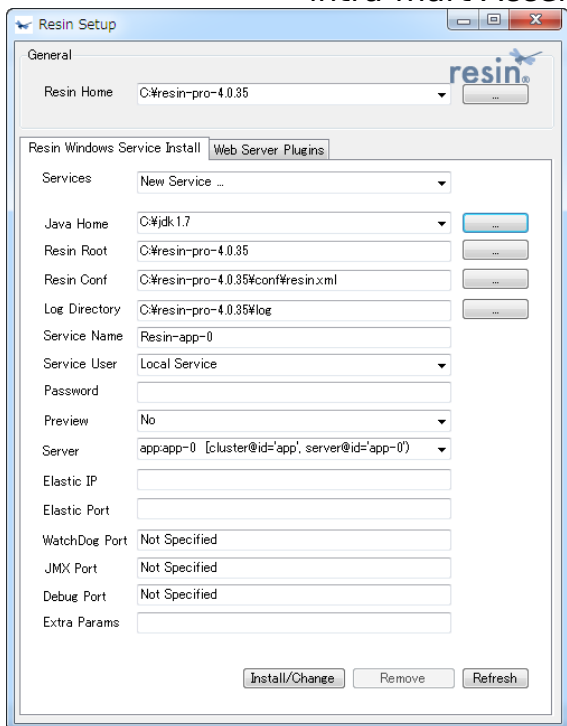 Resin Setup
General
resin®
Resin Home C:¥resin-pro-4.0.35 ...
Resin Windows Service Install Web Server Plugins
Services New Service ...
Java Home C:¥jdk1.7 ...
Resin Root C:¥resin-pro-4.0.35 ...
Resin Conf C:¥resin-pro-4.0.35¥conf¥resin.xml ...
Log Directory C:¥resin-pro-4.0.35¥log ...
Service Name Resin-app-0
Service User Local Service
Password
Preview No
Server app:app-0 [cluster@id='app', server@id='app-0')
Elastic IP
Elastic Port
WatchDog Port Not Specified
JMX Port Not Specified
Debug Port Not Specified
Extra Params
Install/Change Remove Refresh